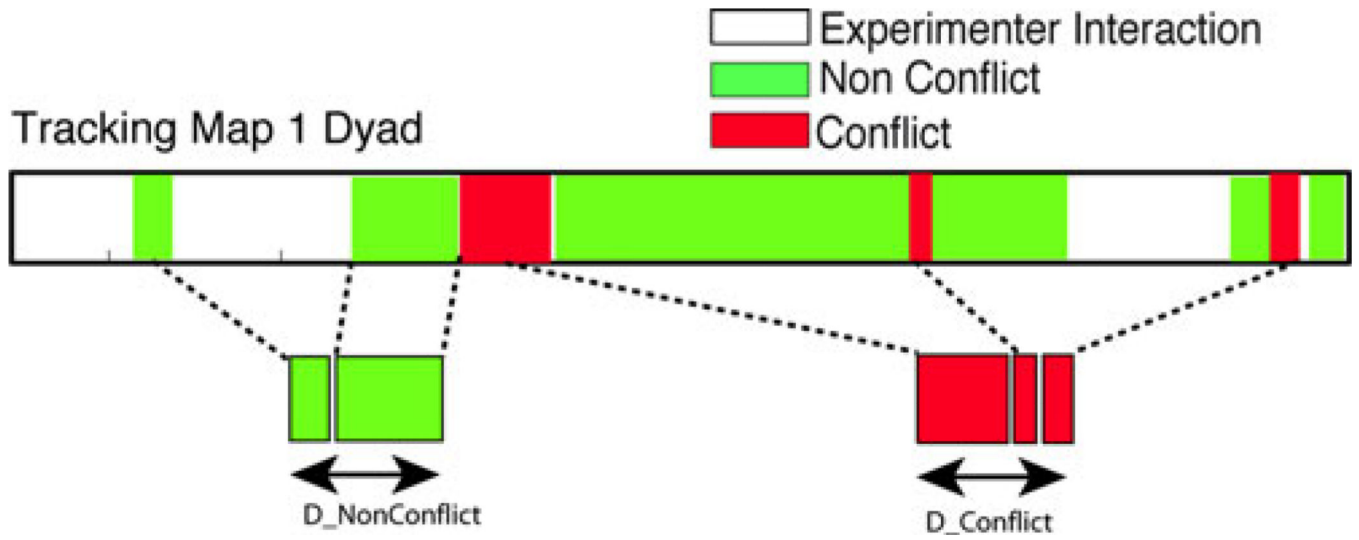 Experimenter Interaction
Non Conflict
Conflict
Tracking Map 1 Dyad
D_NonConflict
D_Conflict